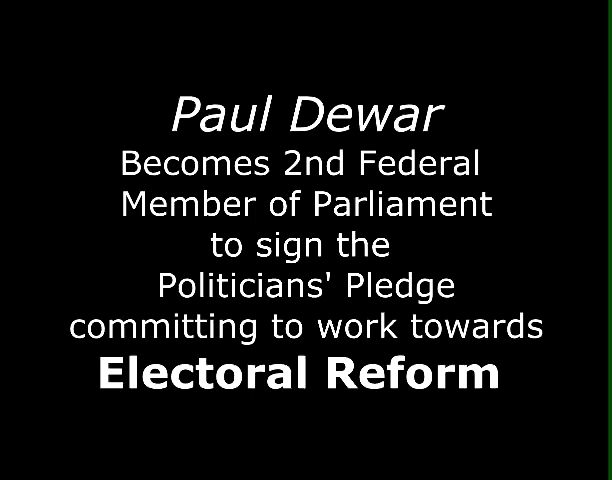 Paul Dewar
Becomes 2nd Federal
Member of Parliament
to sign the
Politicians' Pledge
committing to work towards
Electoral Reform